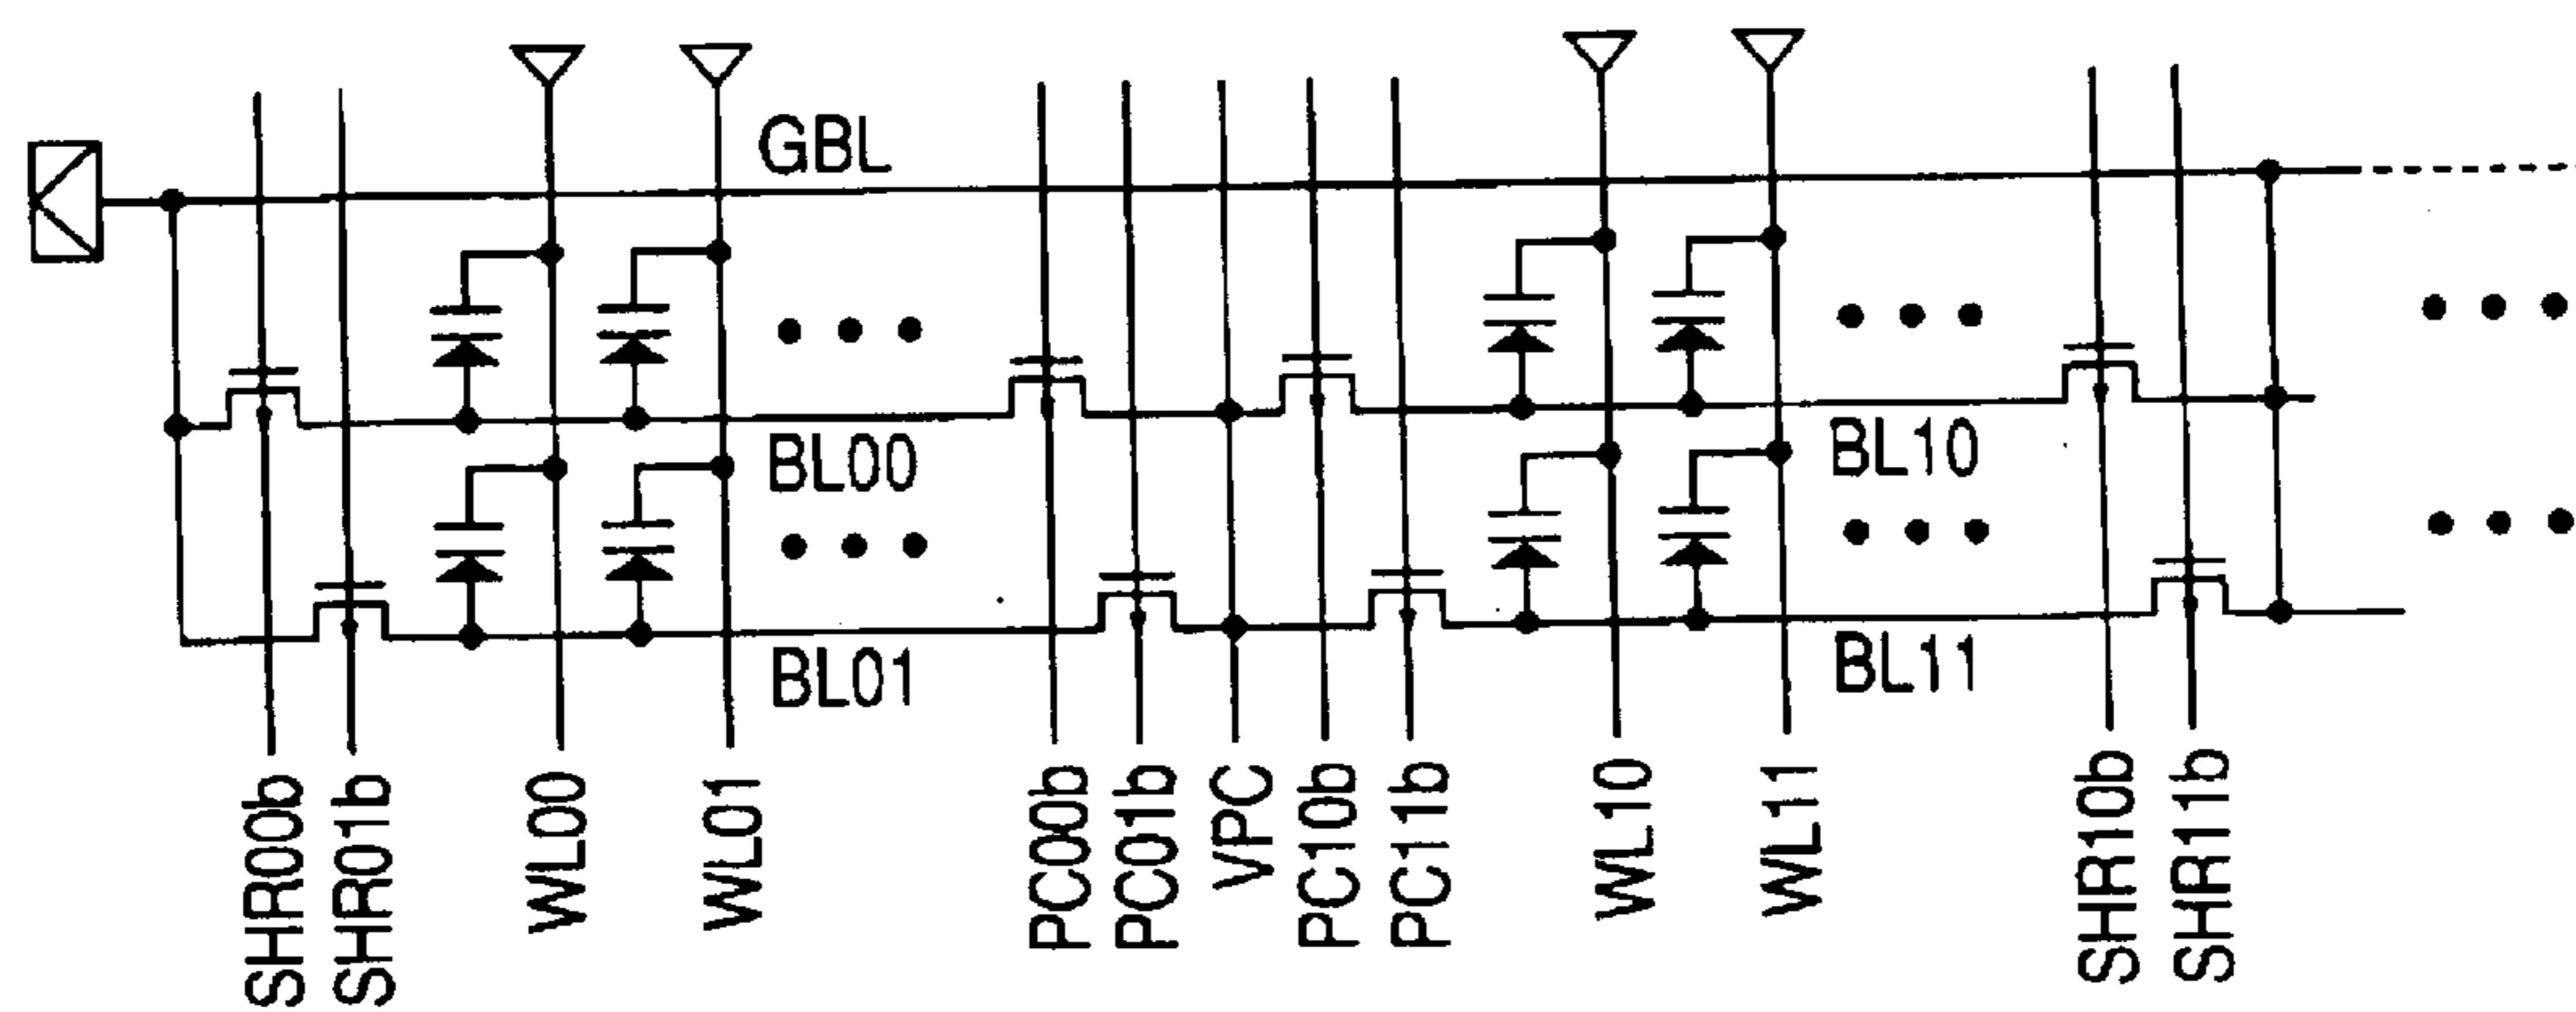 GBL
BL00
BL10
BL01
BL11
SHR00b
SHR01b
WL00
WL01
PC00b
PC01b
VPC
PC10b
PC11b
WL10
WL11
SHR10b
SHR11b